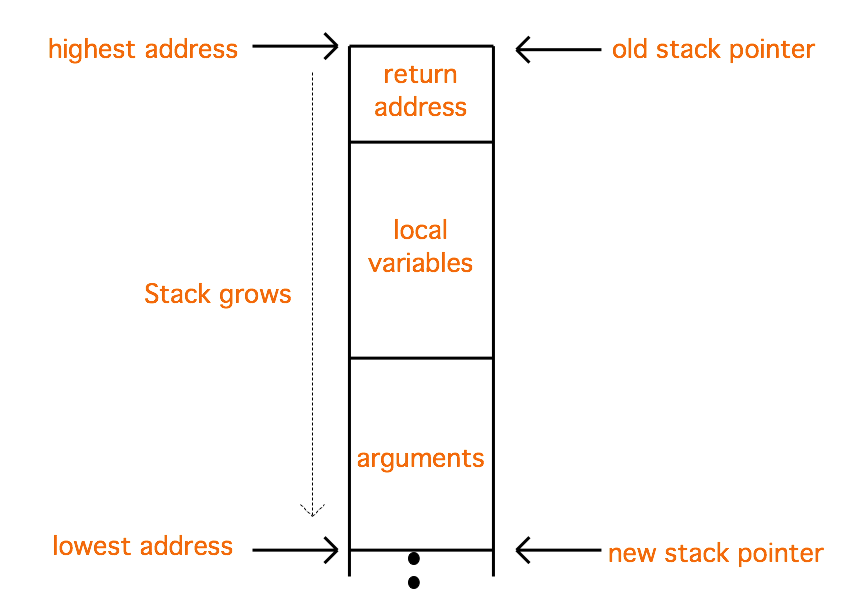 highest address
old stack pointer
return
address
local
variables
Stack grows
arguments
lowest address
new stack pointer